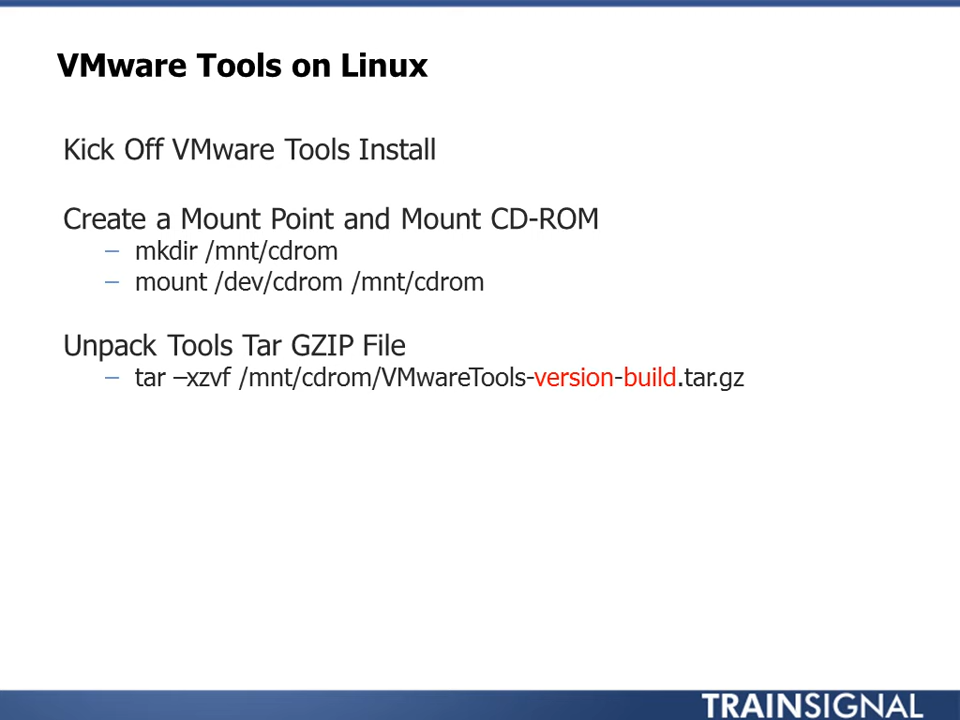 VMware Tools on Linux
Kick Off VMware Tools Install
Create a Mount Point and Mount CD-ROM
– mkdir /mnt/cdrom
– mount /dev/cdrom /mnt/cdrom
Unpack Tools Tar GZIP File
– tar –xzvf /mnt/cdrom/VMwareTools-version-build.tar.gz
TRAINSIGNAL